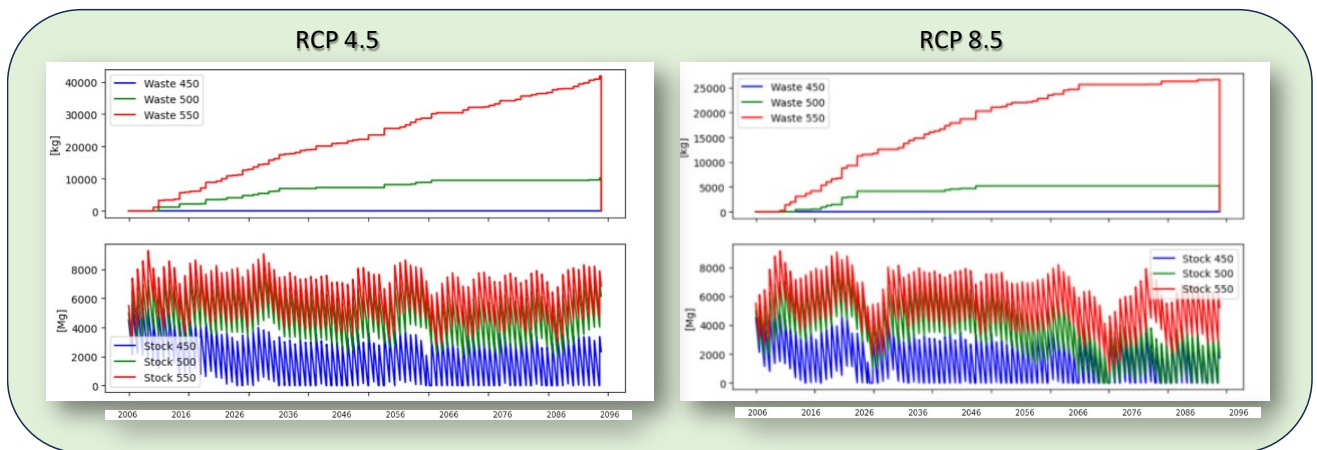 RCP 4.5
RCP 8.5
40000
30000
20000
10000
0
[kg]
Waste 450
Waste 500
Waste 550
25000
20000
15000
10000
5000
0
[kg]
Waste 450
Waste 500
Waste 550
8000
6000
4000
2000
0
[Mg]
Stock 450
Stock 500
Stock 550
8000
6000
4000
2000
0
[Mg]
Stock 450
Stock 500
Stock 550
2006 2016 2026 2036 2046 2056 2066 2076 2086 2096
2006 2016 2026 2036 2046 2056 2066 2076 2086 2096